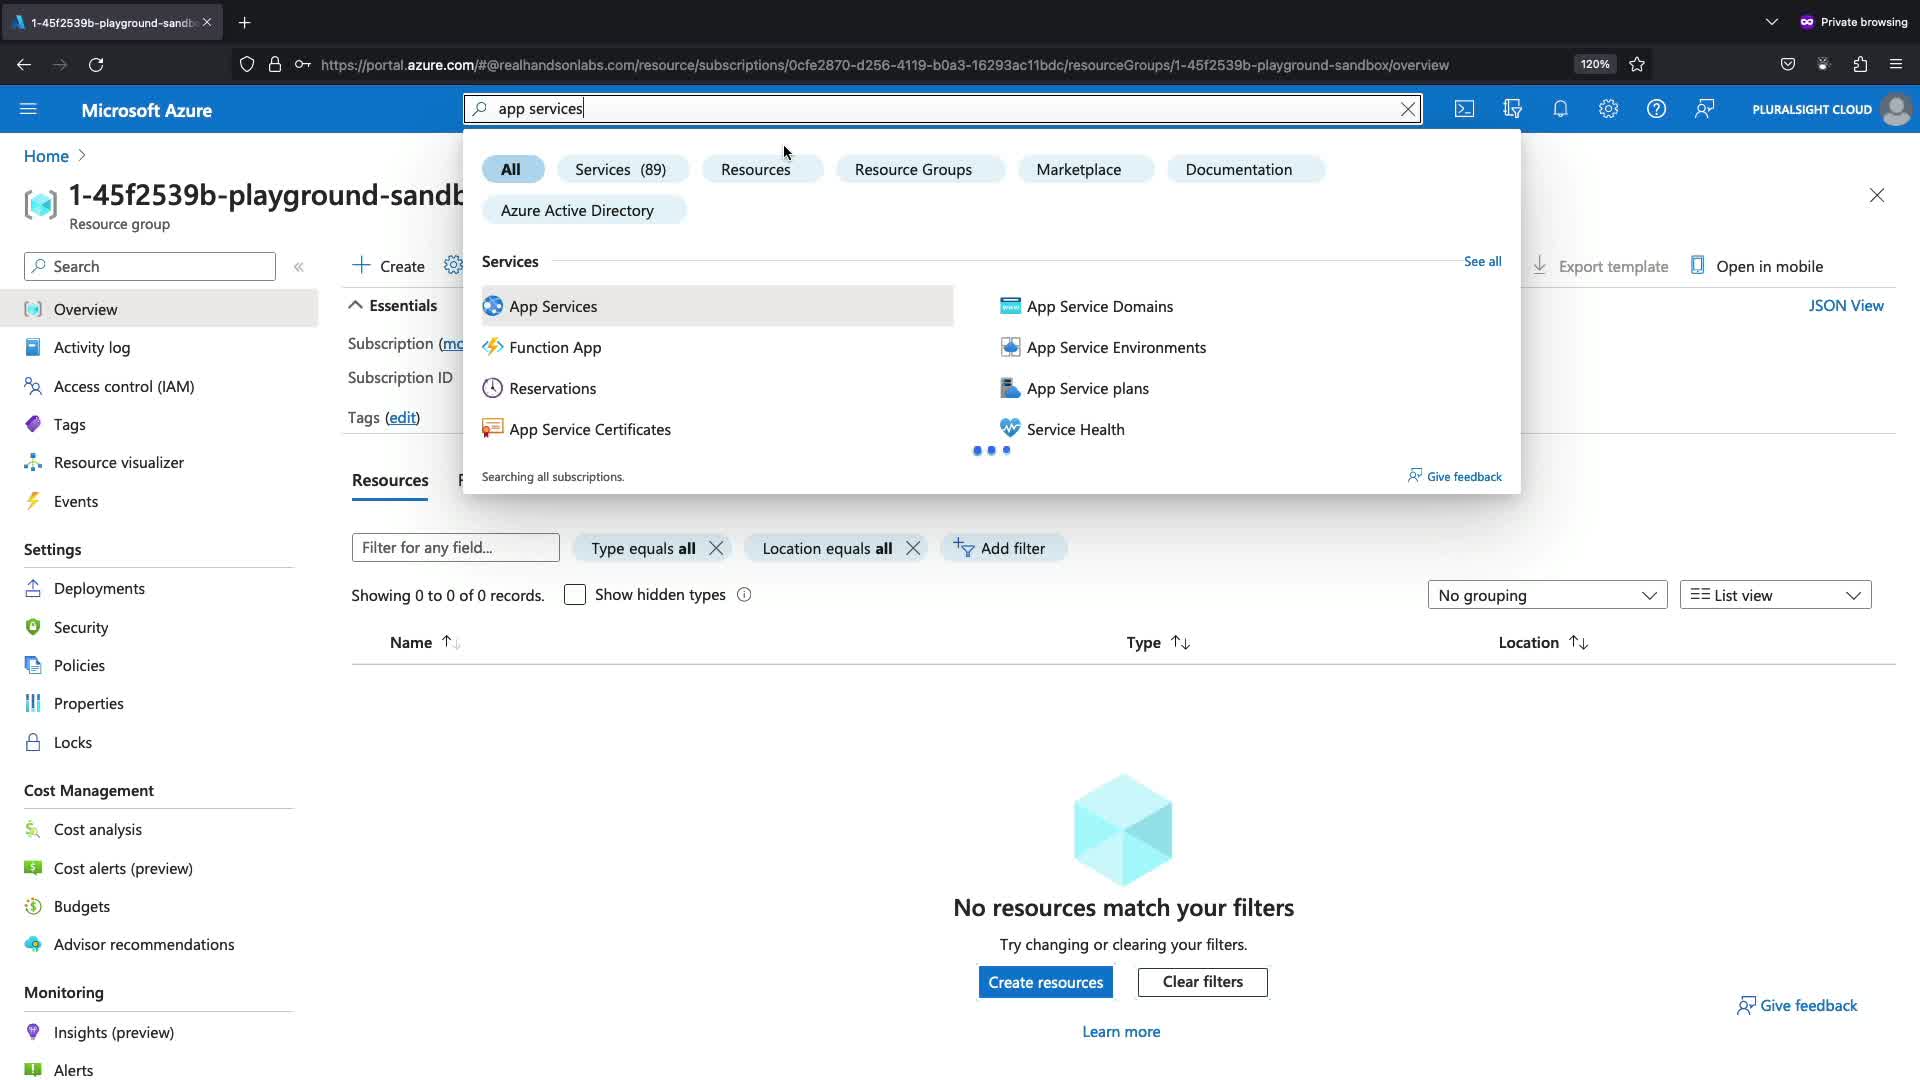 1-45f2539b-playground-sandb
Private browsing
https://portal.azure.com/#@realhandsonlabs.com/resource/subscriptions/0cfe2870-d256-4119-b0a3-16293ac11bdc/resourceGroups/1-45f2539b-playground-sandbox/overview
120%
Microsoft Azure
app services
PLURALSIGHT CLOUD
Home
All
Services (89)
Resources
Resource Groups
Marketplace
Documentation
Azure Active Directory
1-45f2539b-playground-sandb
Resource group
Services
See all
App Services
App Service Domains
Function App
App Service Environments
Reservations
App Service plans
App Service Certificates
Service Health
Searching all subscriptions.
Give feedback
Search
Create
Export template
Open in mobile
Overview
Activity log
Access control (IAM)
Tags
Resource visualizer
Events
Settings
Deployments
Security
Policies
Properties
Locks
Cost Management
Cost analysis
Cost alerts (preview)
Budgets
Advisor recommendations
Monitoring
Insights (preview)
Alerts
Essentials
JSON View
Subscription (mo
Subscription ID
Tags (edit)
Resources
Filter for any field...
Type equals all
Location equals all
Add filter
Showing 0 to 0 of 0 records.
Show hidden types
No grouping
List view
Name
Type
Location
No resources match your filters
Try changing or clearing your filters.
Create resources
Clear filters
Learn more
Give feedback